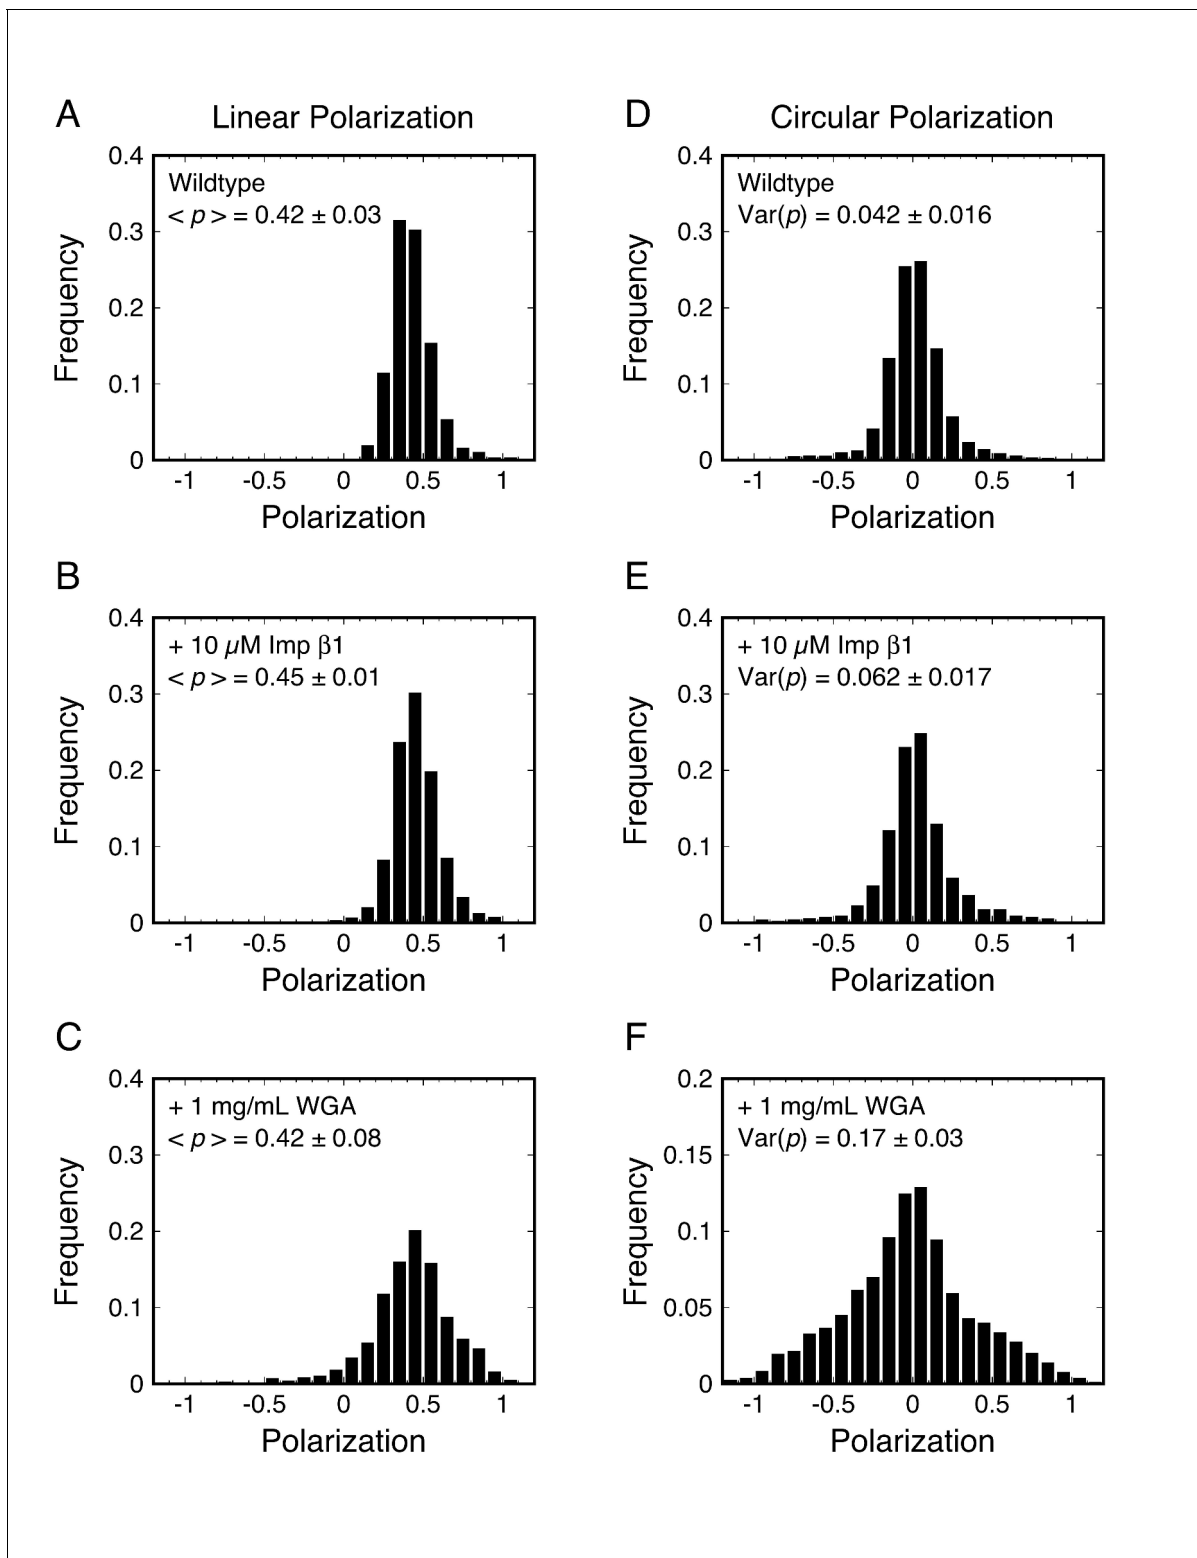 A
Linear Polarization
0.4
0.3
0.2
0.1
0
Frequency
Wildtype
< p > = 0.42 ± 0.03
-1
-0.5
0
0.5
1
Polarization
D
Circular Polarization
0.4
0.3
0.2
0.1
0
Frequency
Wildtype
Var(p) = 0.042 ± 0.016
-1
-0.5
0
0.5
1
Polarization
B
0.4
0.3
0.2
0.1
0
Frequency
+ 10 µM Imp β1
< p > = 0.45 ± 0.01
-1
-0.5
0
0.5
1
Polarization
E
0.4
0.3
0.2
0.1
0
Frequency
+ 10 µM Imp β1
Var(p) = 0.062 ± 0.017
-1
-0.5
0
0.5
1
Polarization
C
0.4
0.3
0.2
0.1
0
Frequency
+ 1 mg/mL WGA
< p > = 0.42 ± 0.08
-1
-0.5
0
0.5
1
Polarization
F
0.2
0.15
0.1
0.05
0
Frequency
+ 1 mg/mL WGA
Var(p) = 0.17 ± 0.03
-1
-0.5
0
0.5
1
Polarization